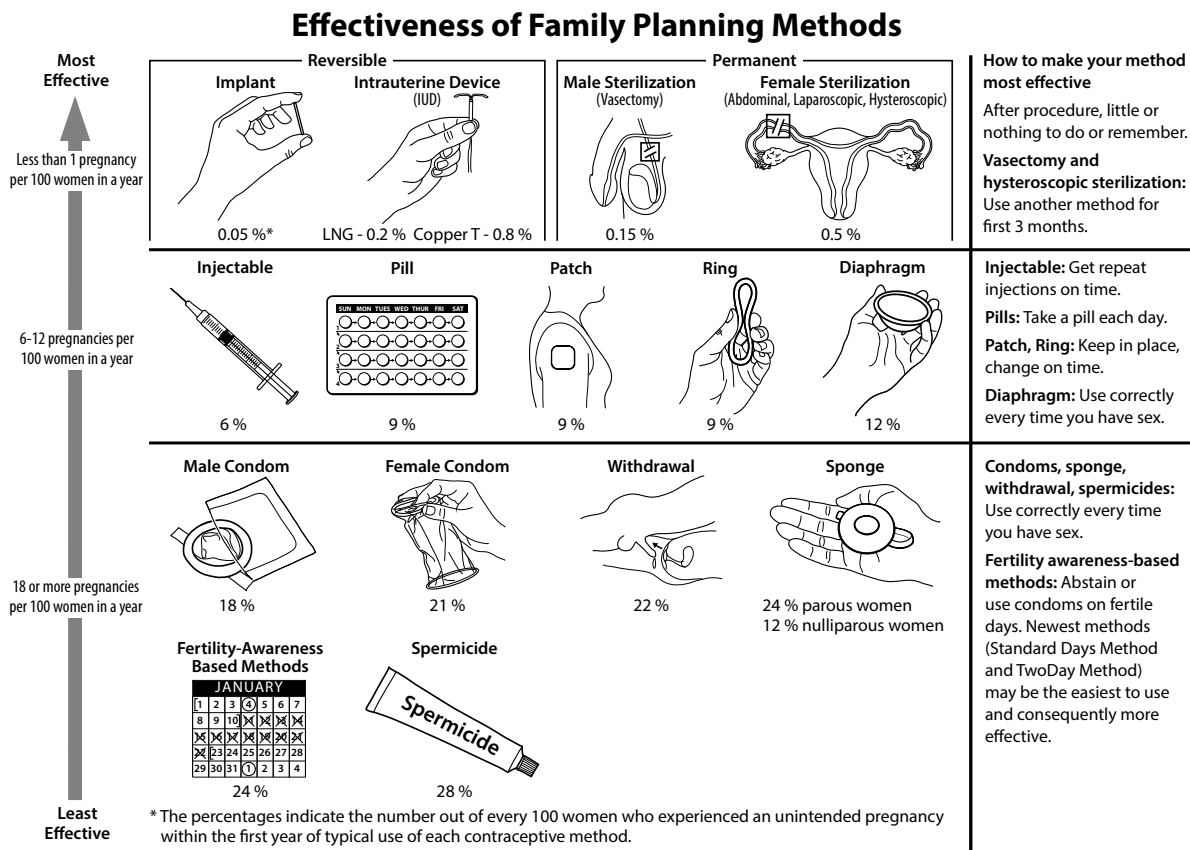 Effectiveness of Family Planning Methods
Most
Effective
Less than 1 pregnancy
per 100 women in a year
6-12 pregnancies per
100 women in a year
18 or more pregnancies
per 100 women in a year
Least
Effective
Reversible
Implant
0.05 %*
Intrauterine Device
(IUD)
LNG - 0.2 % Copper T - 0.8 %
Permanent
Male Sterilization
(Vasectomy)
0.15 %
Female Sterilization
(Abdominal, Laparoscopic, Hysteroscopic)
0.5 %
How to make your method
most effective
After procedure, little or
nothing to do or remember.
Vasectomy and
hysteroscopic sterilization:
Use another method for
first 3 months.
Injectable
6 %
Pill
SUN MON TUES WED THUR FRI SAT
1
2
3
4
9 %
Patch
9 %
Ring
9 %
Diaphragm
12 %
Injectable: Get repeat
injections on time.
Pills: Take a pill each day.
Patch, Ring: Keep in place,
change on time.
Diaphragm: Use correctly
every time you have sex.
Male Condom
18 %
Female Condom
21 %
Withdrawal
22 %
Sponge
24 % parous women
12 % nulliparous women
Fertility-Awareness
Based Methods
JANUARY
1 2 3 4 5 6 7
8 9 10 11 12 13 14
15 16 17 18 19 20 21
22 23 24 25 26 27 28
29 30 31 1 2 3 4
24 %
Spermicide
Spermicide
28 %
Condoms, sponge,
withdrawal, spermicides:
Use correctly every time
you have sex.
Fertility awareness-based
methods: Abstain or
use condoms on fertile
days. Newest methods
(Standard Days Method
and TwoDay Method)
may be the easiest to use
and consequently more
effective.
* The percentages indicate the number out of every 100 women who experienced an unintended pregnancy
within the first year of typical use of each contraceptive method.